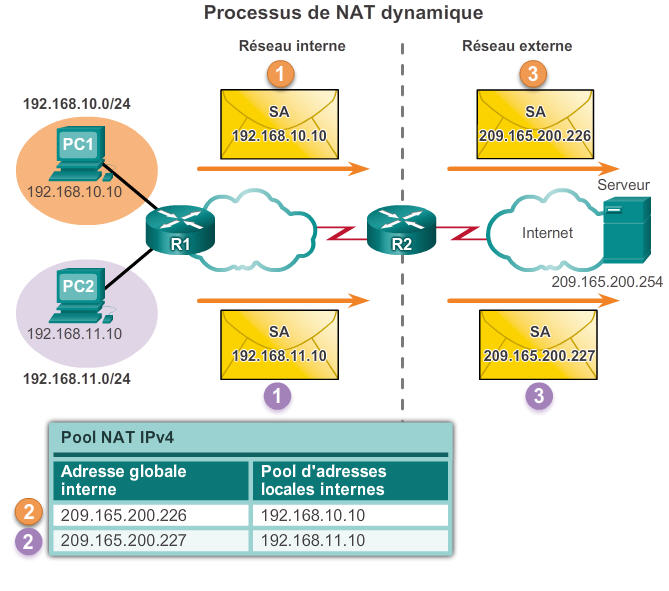 Processus de NAT dynamique
Réseau interne
Réseau externe
1
3
192.168.10.0/24
SA
192.168.10.10
SA
209.165.200.226
PC1
192.168.10.10
Serveur
R1
R2
Internet
209.165.200.254
PC2
192.168.11.10
192.168.11.0/24
SA
192.168.11.10
SA
209.165.200.227
1
3
Pool NAT IPv4
Adresse globale
interne
Pool d'adresses
locales internes
2
209.165.200.226
192.168.10.10
2
209.165.200.227
192.168.11.10